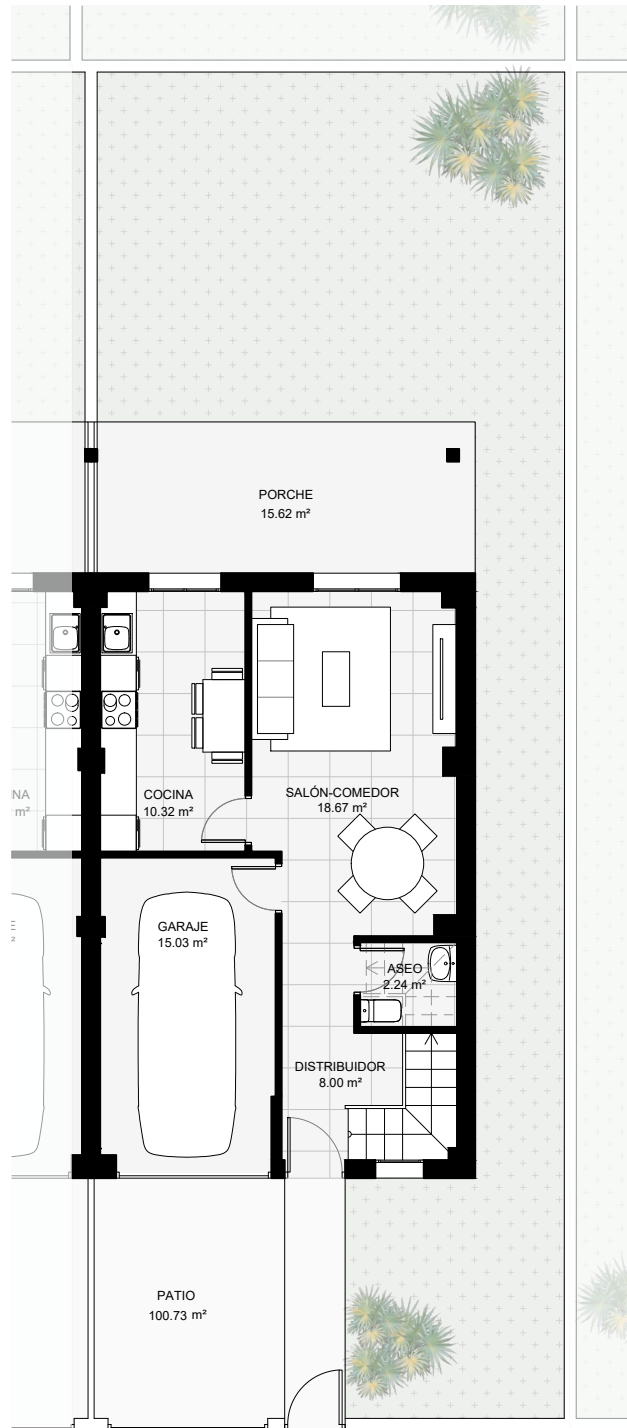 PORCHE
15.62 m²
COCINA
10.32 m²
SALÓN-COMEDOR
18.67 m²
GARAJE
15.03 m²
ASEO
2.24 m²
DISTRIBUIDOR
8.00 m²
PATIO
100.73 m²